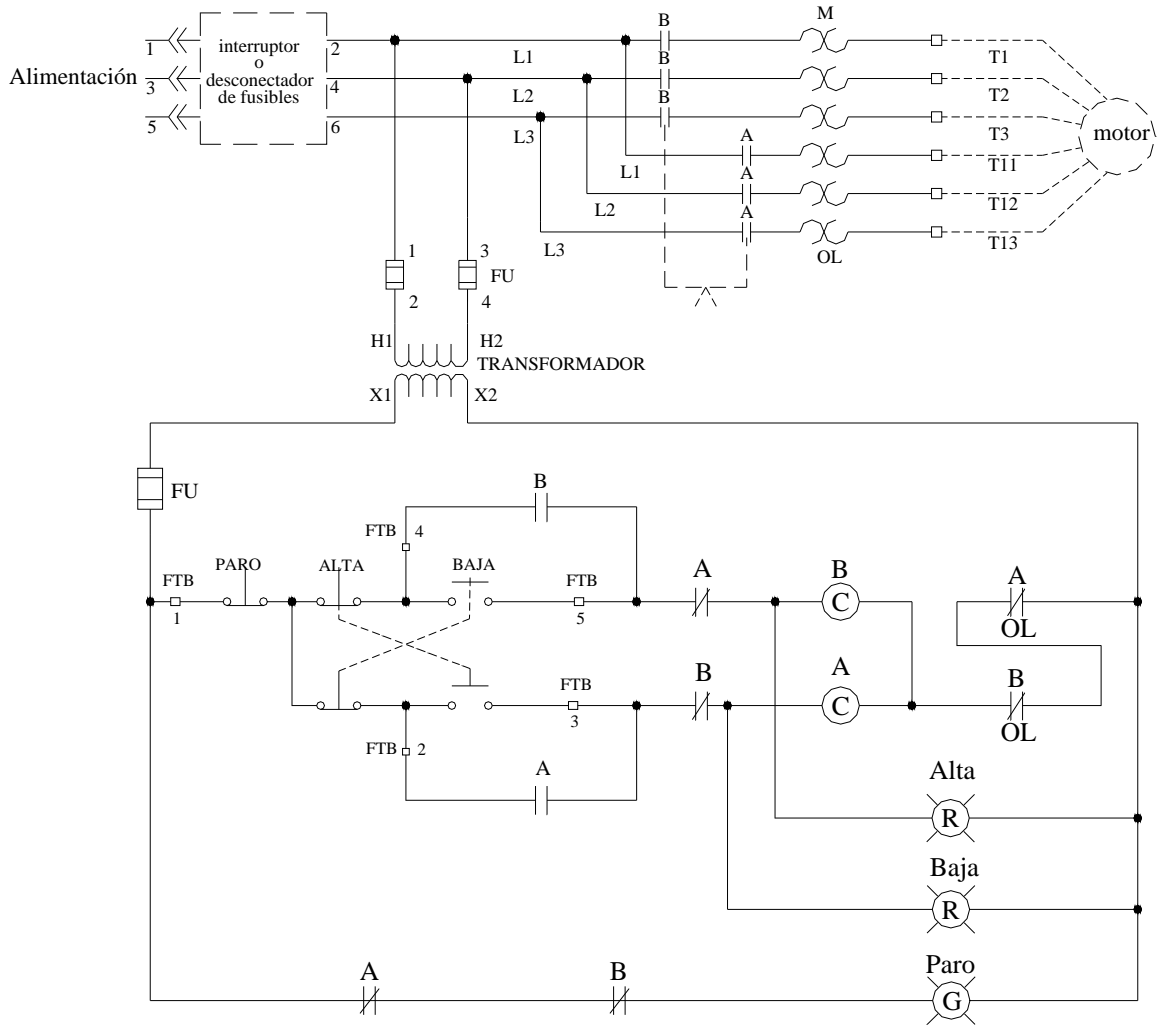 B
M
1
interruptor
o
desconectador
de fusibles
2
L1
T1
Alimentación
3
4
B
L2
T2
5
6
B
L3
T3
motor
A
L1
T11
A
L2
T12
A
L3
OL
T13
1
3
FU
2
4
H1
H2
TRANSFORMADOR
X1
X2
FU
B
FTB
4
FTB
1
PARO
ALTA
BAJA
FTB
5
A
B
C
A
OL
FTB
3
B
A
C
B
OL
FTB
2
A
Alta
R
Baja
R
A
B
Paro
G